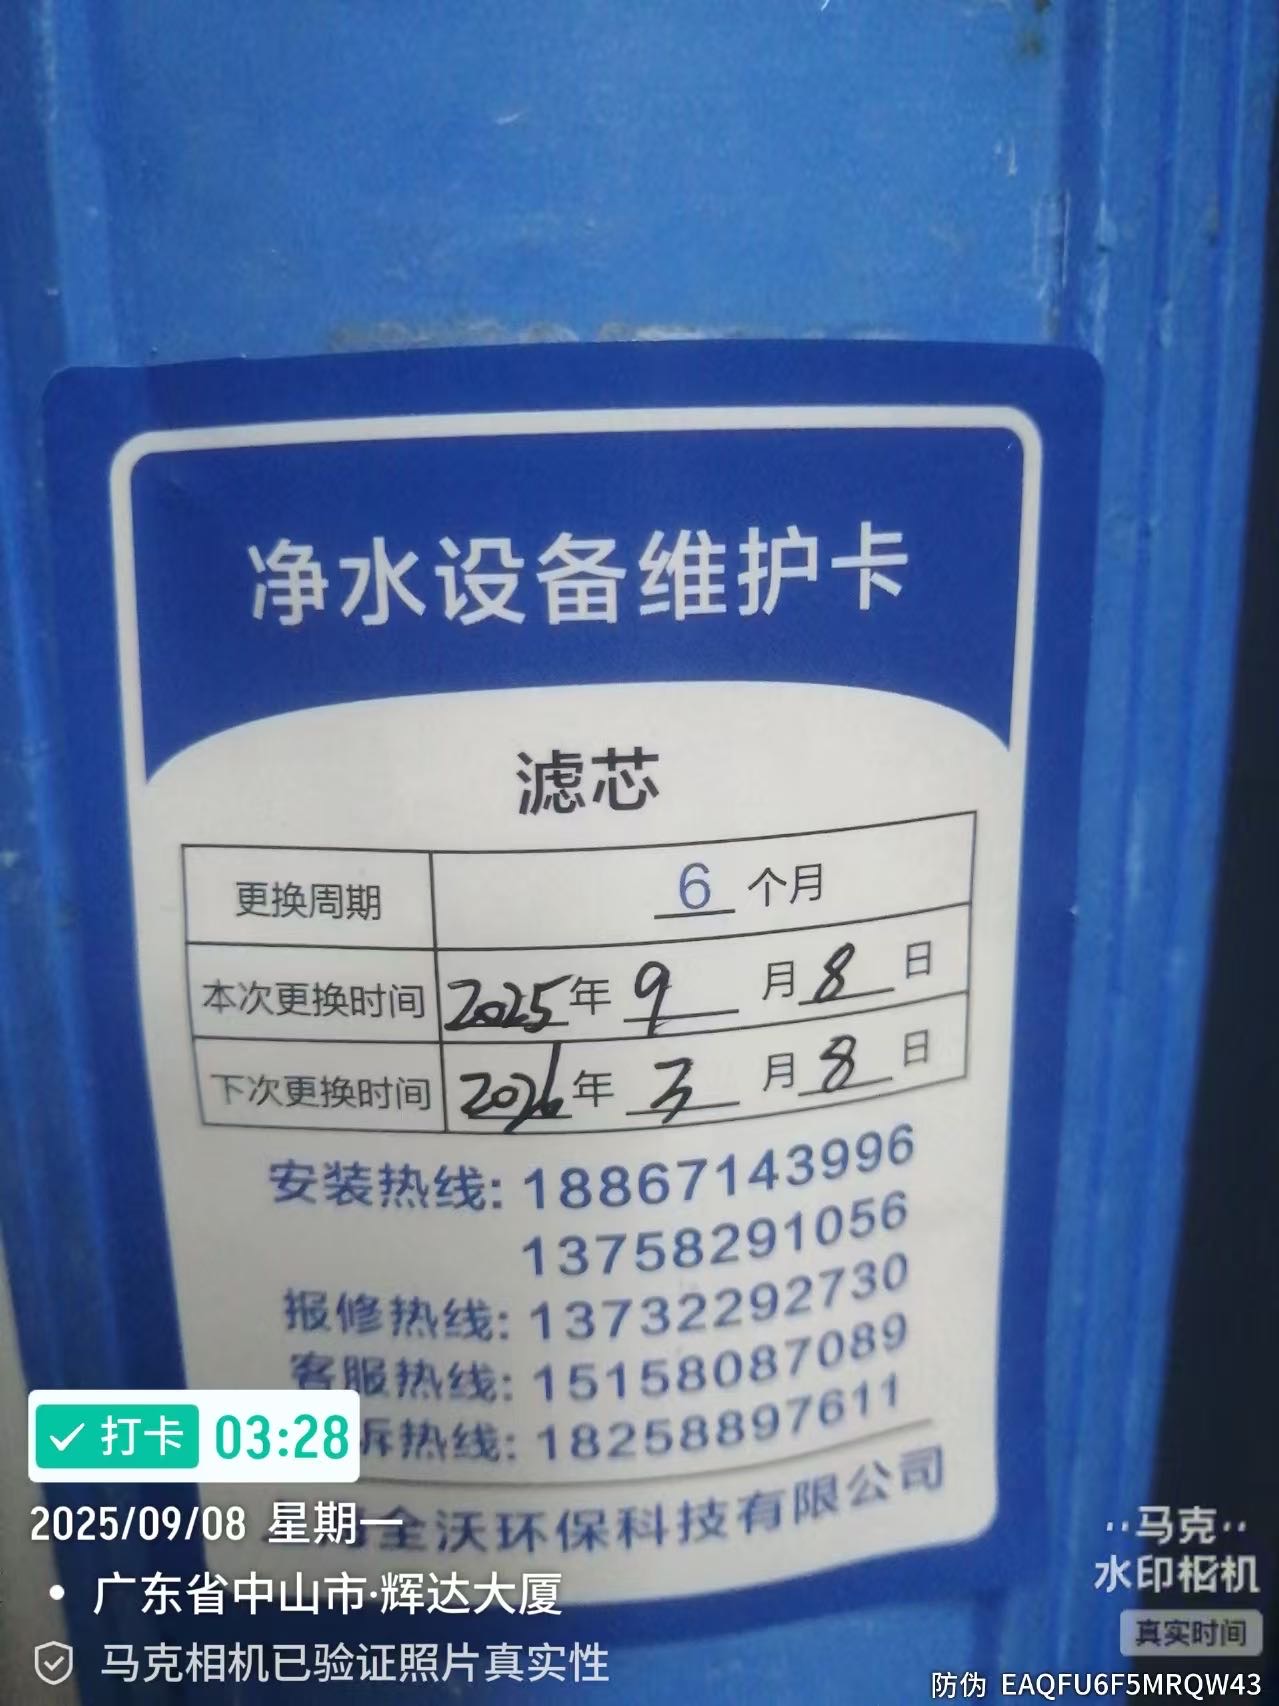 净水设备维护卡
滤芯
更换周期 6 个月
本次更换时间 2025年 9 月 8 日
下次更换时间 2026年 3 月 8 日
安装热线: 18867143996
13758291056
报修热线: 13732292730
客服热线: 15158087089
诉热线: 18258897611
全沃环保科技有限公司
打卡 03:28
2025/09/08 星期一
广东省中山市·辉达大厦
马克相机已验证照片真实性
马克
水印相机
真实时间
防伪 EAQFU6F5MRQW43